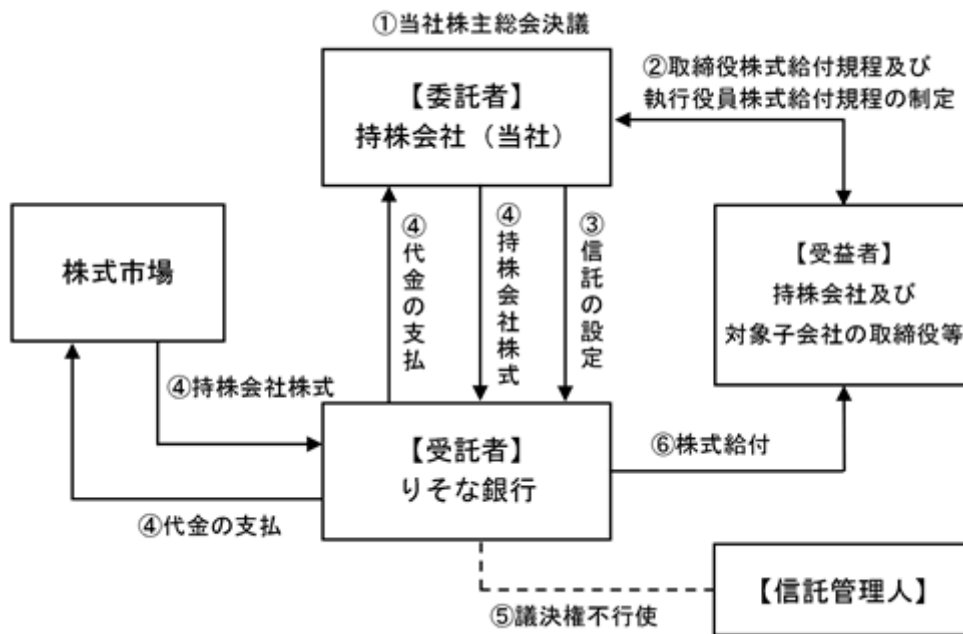 ①当社株主総会決議
【委託者】
持株会社（当社）
②取締役株式給付規程及び
執行役員株式給付規程の制定
株式市場
④代金の支払
④持株会社株式
③信託の設定
【受益者】
持株会社及び
対象子会社の取締役等
④持株会社株式
【受託者】
りそな銀行
⑥株式給付
④代金の支払
⑤議決権不行使
【信託管理人】